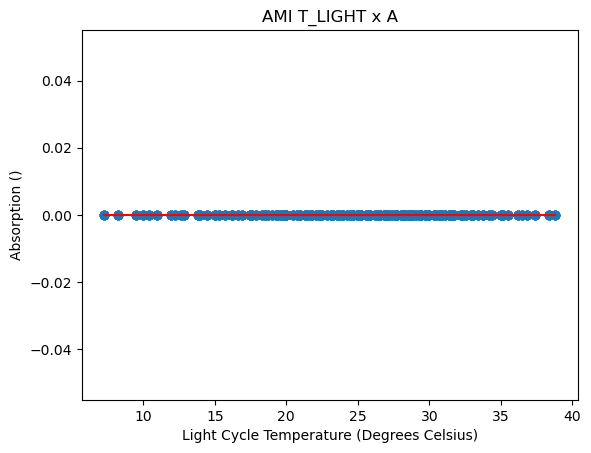 AMI T_LIGHT x A
0.04
0.02
0.00
−0.02
−0.04
Absorption ()
10 15 20 25 30 35 40
Light Cycle Temperature (Degrees Celsius)